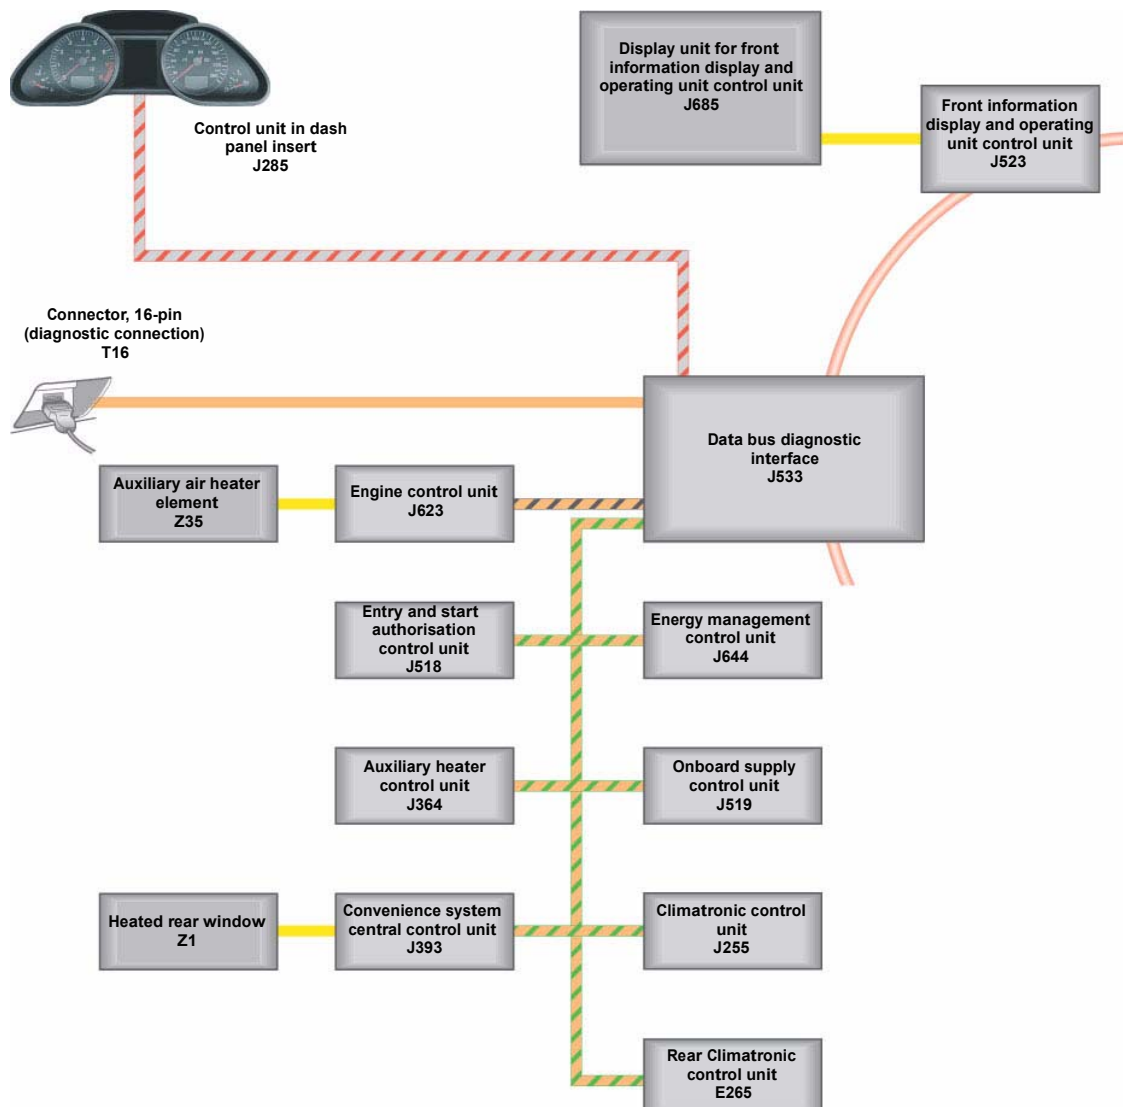 Display unit for front
information display and
operating unit control unit
J685
Front information
display and operating
unit control unit
J523
Control unit in dash
panel insert
J285
Connector, 16-pin
(diagnostic connection)
T16
Data bus diagnostic
interface
J533
Auxiliary air heater
element
Z35
Engine control unit
J623
Entry and start
authorisation
control unit
J518
Energy management
control unit
J644
Auxiliary heater
control unit
J364
Onboard supply
control unit
J519
Heated rear window
Z1
Convenience system
central control unit
J393
Climatronic control
unit
J255
Rear Climatronic
control unit
E265